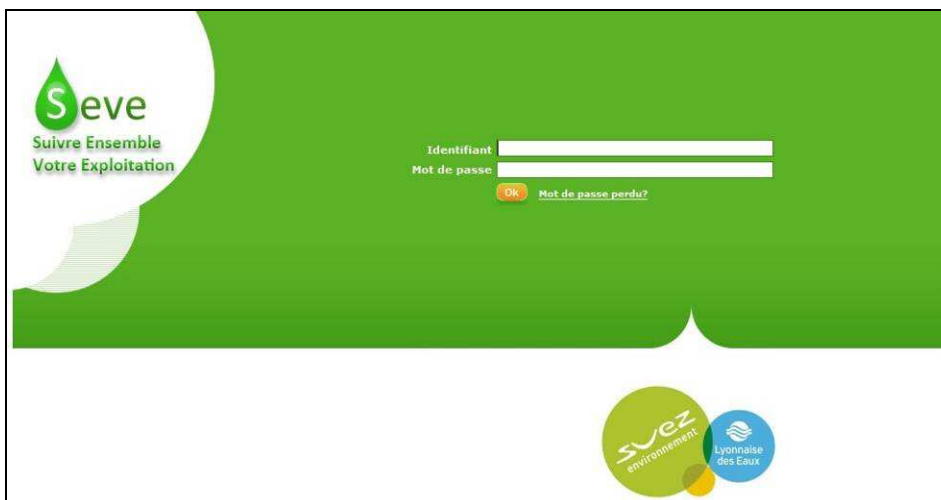 Seve
Suivre Ensemble
Votre Exploitation
Identifiant
Mot de passe
Ok Mot de passe perdu?
suez
environnement
Lyonnaise
des Eaux